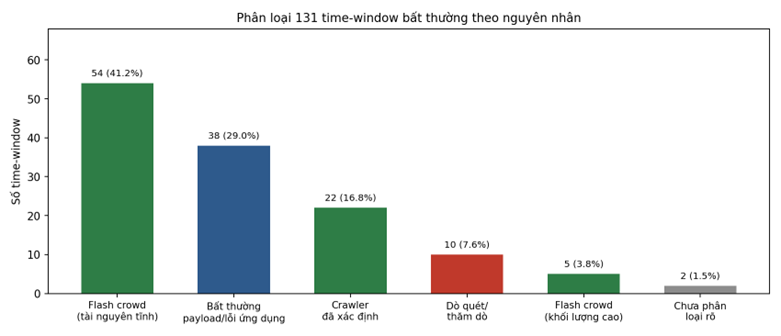 Phân loại 131 time-window bất thường theo nguyên nhân
Số time-window
60
50
40
30
20
10
0
54 (41.2%)
38 (29.0%)
22 (16.8%)
10 (7.6%)
5 (3.8%)
2 (1.5%)
Flash crowd
(tài nguyên tĩnh)
Bất thường
payload/lỗi ứng dụng
Crawler
đã xác định
Dò quét/
thăm dò
Flash crowd
(khối lượng cao)
Chưa phân
loại rõ